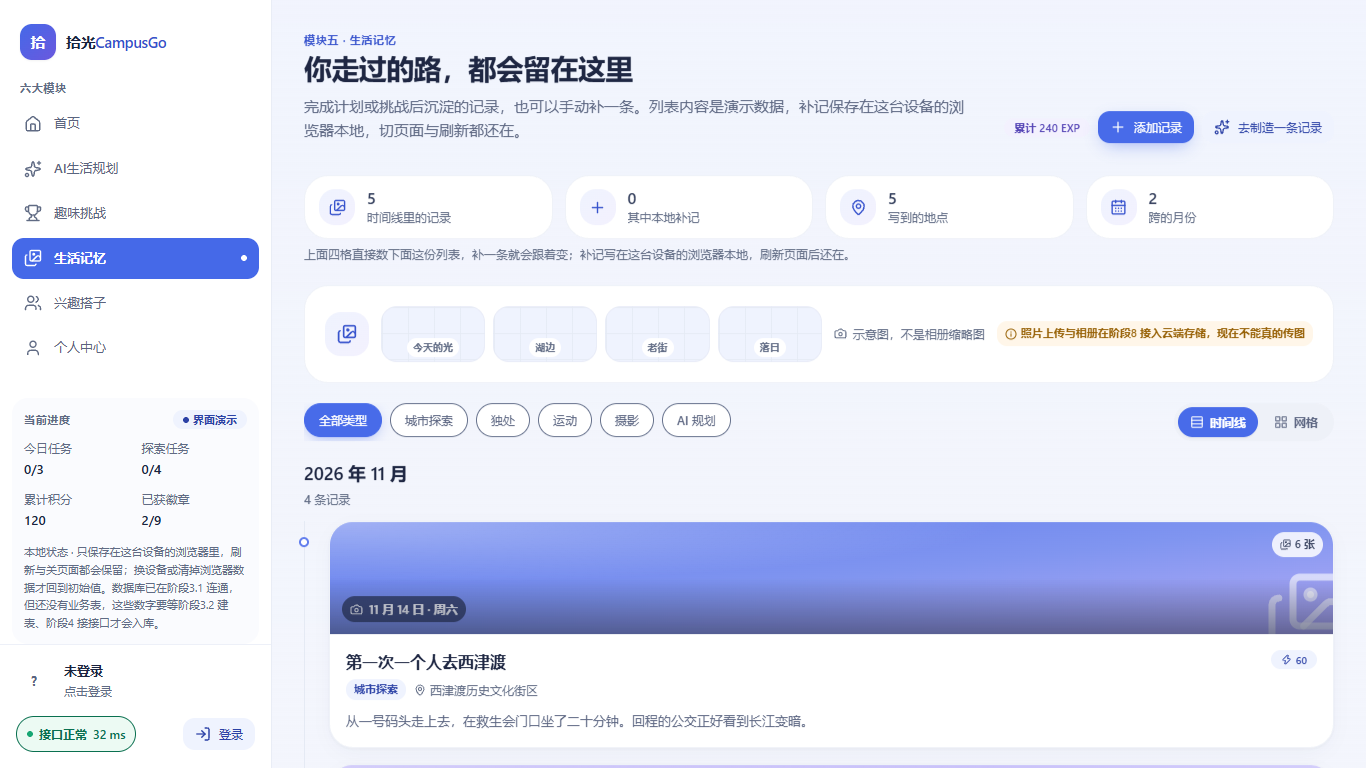 拾 拾光CampusGo
六大模块
首页
AI生活规划
趣味挑战
生活记忆
兴趣搭子
个人中心
当前进度
界面演示
今日任务 探索任务
0/3 0/4
累计积分 已获徽章
120 2/9
本地状态 · 只保存在这台设备的浏览器里，刷
新与关页面都会保留；换设备或清掉浏览器数
据才回到初始值。数据库已在阶段3.1 连通，
但还没有业务表，这些数字要等阶段3.2 建
表、阶段4 接接口才会入库。
?
未登录
点击登录
接口正常 32 ms
登录
模块五 · 生活记忆
你走过的路，都会留在这里
完成计划或挑战后沉淀的记录，也可以手动补一条。列表内容是演示数据，补记保存在这台设备的浏
览器本地，切页面与刷新都还在。
累计 240 EXP
添加记录
去制造一条记录
5
时间线里的记录
0
其中本地补记
5
写到的地点
2
跨的月份
上面四格直接数下面这份列表，补一条就会跟着变；补记写在这台设备的浏览器本地，刷新页面后还在。
今天的光
湖边
老街
落日
示意图，不是相册缩略图
照片上传与相册在阶段8 接入云端存储，现在不能真的传图
全部类型
城市探索
独处
运动
摄影
AI 规划
时间线
网格
2026 年 11 月
4 条记录
6 张
11 月 14 日 · 周六
第一次一个人去西津渡
60
城市探索
西津渡历史文化街区
从一号码头走上去，在救生会门口坐了二十分钟。回程的公交正好看到长江变暗。